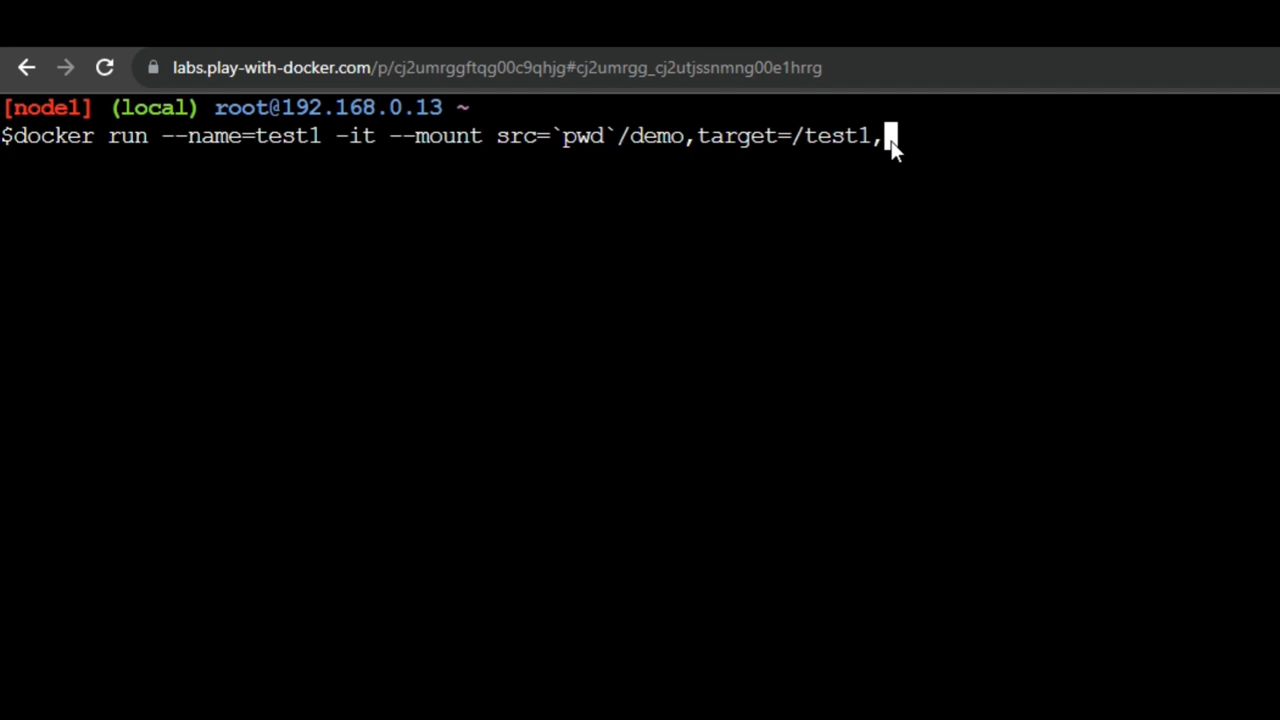 labs.play-with-docker.com/p/cj2umrggftqg00c9qhjg#cj2umrgg_cj2utjssnmng00e1hrrg
[node1] (local) root@192.168.0.13 ~
$docker run --name=test1 -it --mount src=`pwd`/demo,target=/test1,